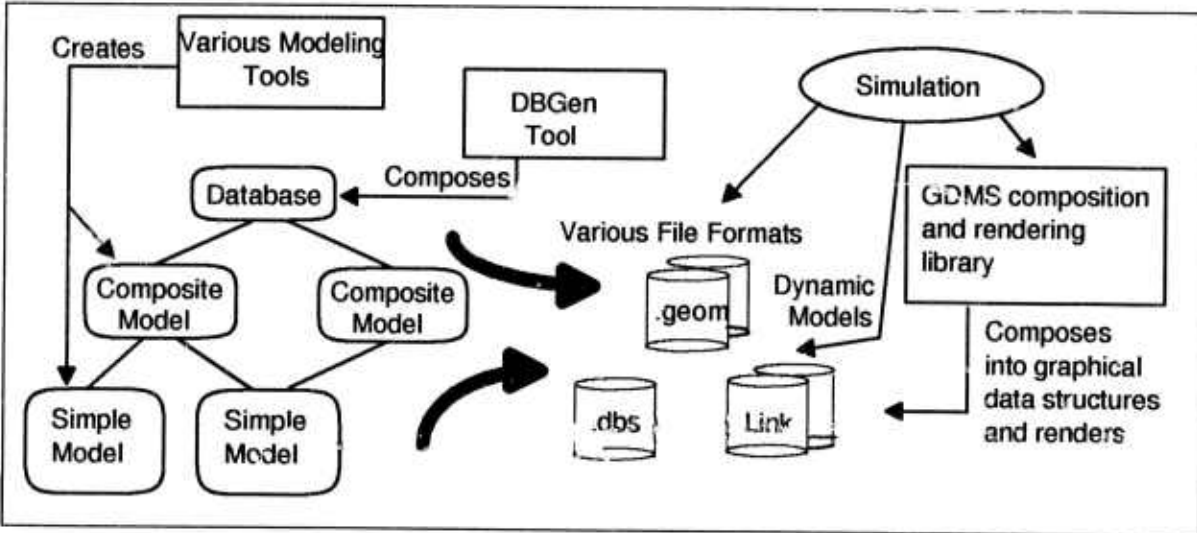 Creates
Various Modeling
Tools
DBGen
Tool
Simulation
Composes
Database
GDMS composition
and rendering
library
Various File Formats
Composite
Model
Composite
Model
.geom
Dynamic
Models
Composes
into graphical
data structures
and renders
Simple
Model
Simple
Model
.dbs
Link